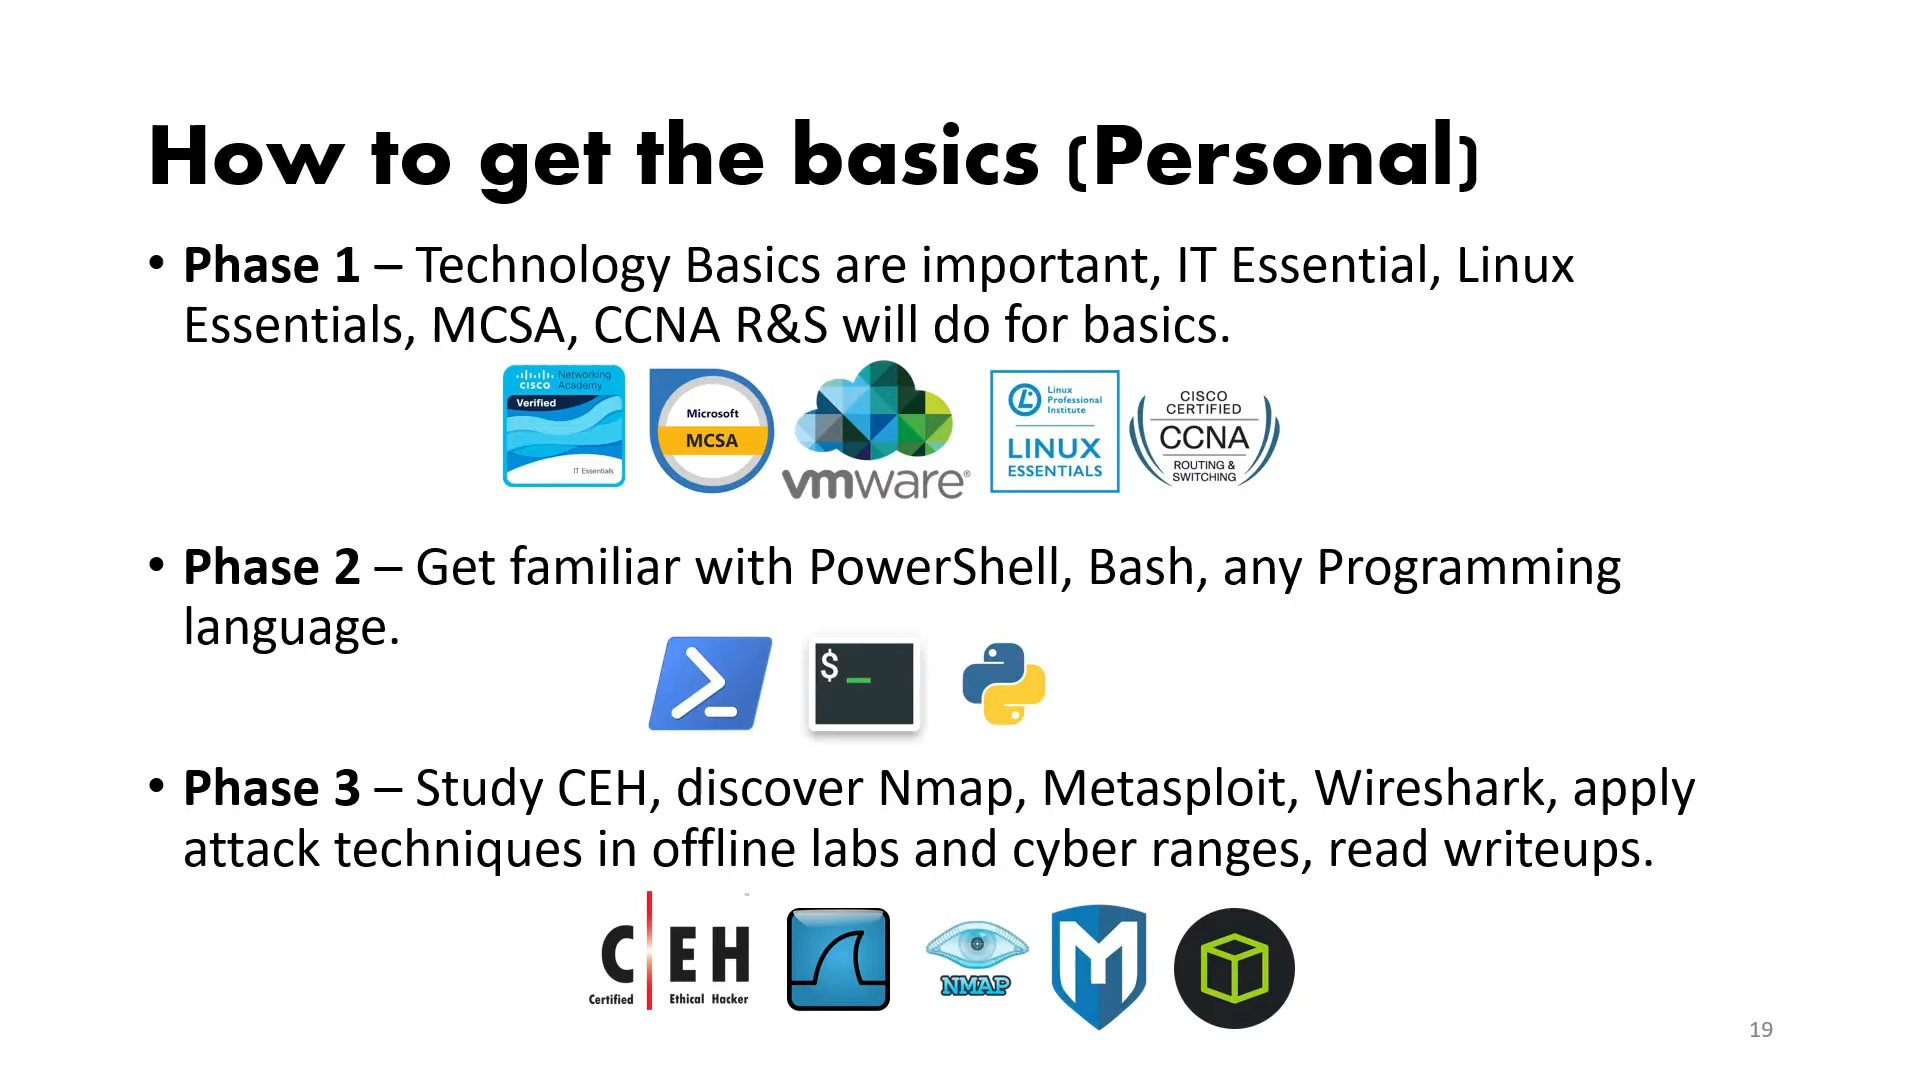 How to get the basics (Personal)
• Phase 1 – Technology Basics are important, IT Essential, Linux
Essentials, MCSA, CCNA R&S will do for basics.
CISCO Networking Academy
Verified
IT Essentials
Microsoft
MCSA
vmware®
Linux
Professional
Institute
LINUX
ESSENTIALS
CISCO
CERTIFIED
CCNA
ROUTING &
SWITCHING
• Phase 2 – Get familiar with PowerShell, Bash, any Programming
language.
$ _
• Phase 3 – Study CEH, discover Nmap, Metasploit, Wireshark, apply
attack techniques in offline labs and cyber ranges, read writeups.
C EH
Certified Ethical Hacker
NMAP
M
19